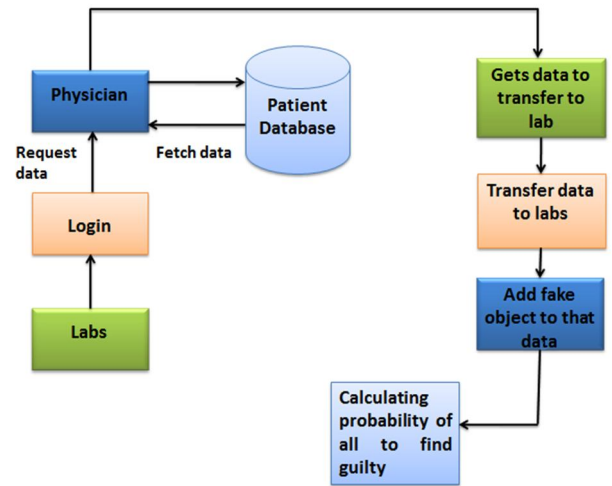 Physician
Patient
Database
Request
data
Fetch data
Login
Labs
Gets data to
transfer to
lab
Transfer data
to labs
Add fake
object to that
data
Calculating
probability of
all to find
guilty